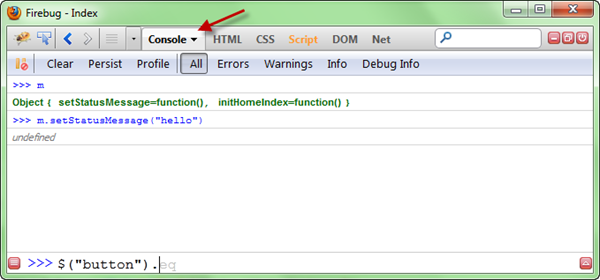 Firebug - Index
Console HTML CSS Script DOM Net
Clear Persist Profile All Errors Warnings Info Debug Info
>>> m
Object { setStatusMessage=function(), initHomeIndex=function() }
>>> m.setStatusMessage("hello")
undefined
>>> $("button").eq